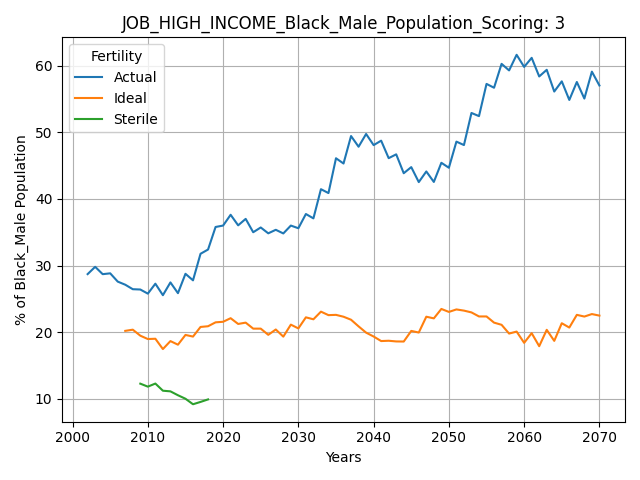 JOB_HIGH_INCOME_Black_Male_Population_Scoring: 3
Fertility
Actual
Ideal
Sterile
% of Black_Male Population
60
50
40
30
20
10
2000 2010 2020 2030 2040 2050 2060 2070
Years